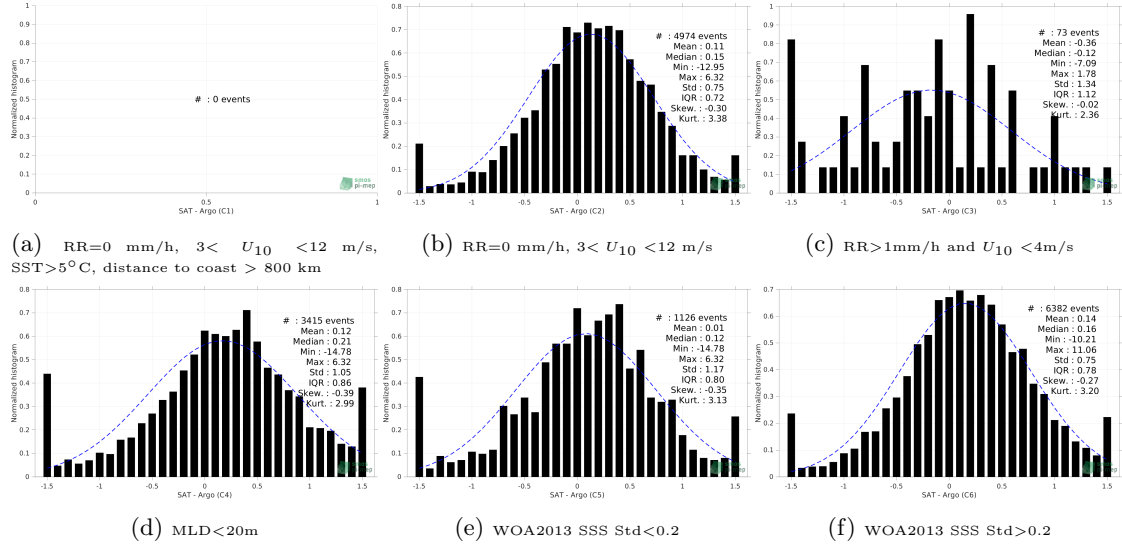 Normalized histogram
1
0.9
0.8
0.7
0.6
0.5
0.4
0.3
0.2
0.1
0
# : 0 events
smos
pi-mep
0 0.5 1
SAT - Argo (C1)
(a) RR=0 mm/h, 3< U10 <12 m/s,
SST>5°C, distance to coast > 800 km
Normalized histogram
0.8
0.7
0.6
0.5
0.4
0.3
0.2
0.1
0
# : 4974 events
Mean : 0.11
Median : 0.15
Min : -12.95
Max : 6.32
Std : 0.75
IQR : 0.72
Skew. : -0.30
Kurt. : 3.38
smos
pi-mep
-1.5 -1 -0.5 0 0.5 1 1.5
SAT - Argo (C2)
(b) RR=0 mm/h, 3< U10 <12 m/s
Normalized histogram
1
0.9
0.8
0.7
0.6
0.5
0.4
0.3
0.2
0.1
0
# : 73 events
Mean : -0.36
Median : -0.12
Min : -7.09
Max : 1.78
Std : 1.34
IQR : 1.12
Skew. : -0.02
Kurt. : 2.36
smos
pi-mep
-1.5 -1 -0.5 0 0.5 1 1.5
SAT - Argo (C3)
(c) RR>1mm/h and U10 <4m/s
Normalized histogram
0.8
0.7
0.6
0.5
0.4
0.3
0.2
0.1
0
# : 3415 events
Mean : 0.12
Median : 0.21
Min : -14.78
Max : 6.32
Std : 1.05
IQR : 0.86
Skew. : -0.39
Kurt. : 2.99
smos
pi-mep
-1.5 -1 -0.5 0 0.5 1 1.5
SAT - Argo (C4)
(d) MLD<20m
Normalized histogram
0.8
0.7
0.6
0.5
0.4
0.3
0.2
0.1
0
# : 1126 events
Mean : 0.01
Median : 0.12
Min : -14.78
Max : 6.32
Std : 1.17
IQR : 0.80
Skew. : -0.35
Kurt. : 3.13
smos
pi-mep
-1.5 -1 -0.5 0 0.5 1 1.5
SAT - Argo (C5)
(e) WOA2013 SSS Std<0.2
Normalized histogram
0.7
0.6
0.5
0.4
0.3
0.2
0.1
0
# : 6382 events
Mean : 0.14
Median : 0.16
Min : -10.21
Max : 11.06
Std : 0.75
IQR : 0.78
Skew. : -0.27
Kurt. : 3.20
smos
pi-mep
-1.5 -1 -0.5 0 0.5 1 1.5
SAT - Argo (C6)
(f) WOA2013 SSS Std>0.2